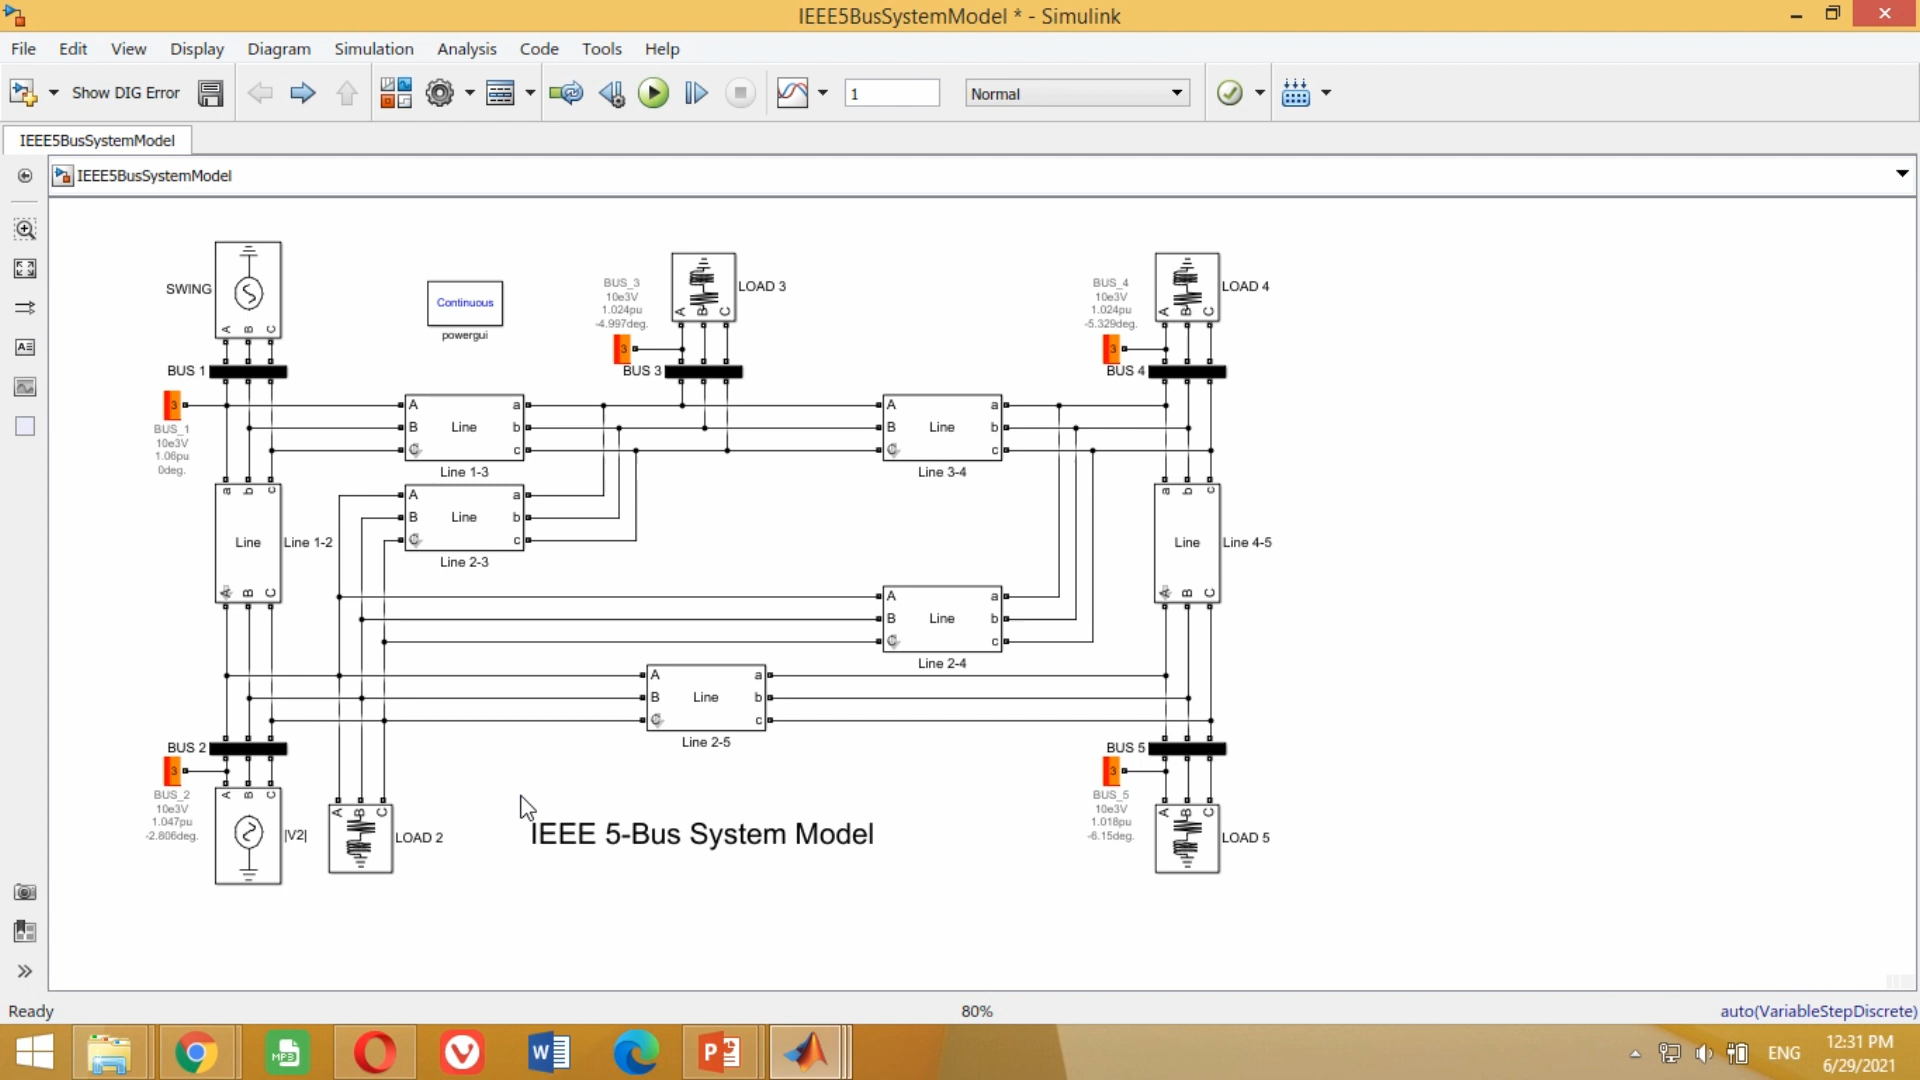 IEEE5BusSystemModel * - Simulink
File Edit View Display Diagram Simulation Analysis Code Tools Help
Show DIG Error 1 Normal
IEEE5BusSystemModel
IEEE5BusSystemModel
SWING
A B C
BUS 1
3
BUS_1
10e3V
1.06pu
0deg.
Continuous
powergui
BUS_3
10e3V
1.024pu
-4.997deg.
3
LOAD 3
A B C
BUS 3
BUS_4
10e3V
1.024pu
-5.329deg.
3
LOAD 4
A B C
BUS 4
A a
B Line b
C c
Line 1-3
A a
B Line b
C c
Line 3-4
A a
B Line b
C c
Line 2-3
a b c
Line Line 1-2
A B C
a b c
Line Line 4-5
A B C
A a
B Line b
C c
Line 2-4
A a
B Line b
C c
Line 2-5
BUS 2
3
BUS_2
10e3V
1.047pu
-2.806deg.
A B C
|V2|
A B C
LOAD 2
IEEE 5-Bus System Model
BUS 5
3
BUS_5
10e3V
1.018pu
-6.15deg.
A B C
LOAD 5
Ready 80% auto(VariableStepDiscrete)
MP3
ENG
12:31 PM
6/29/2021